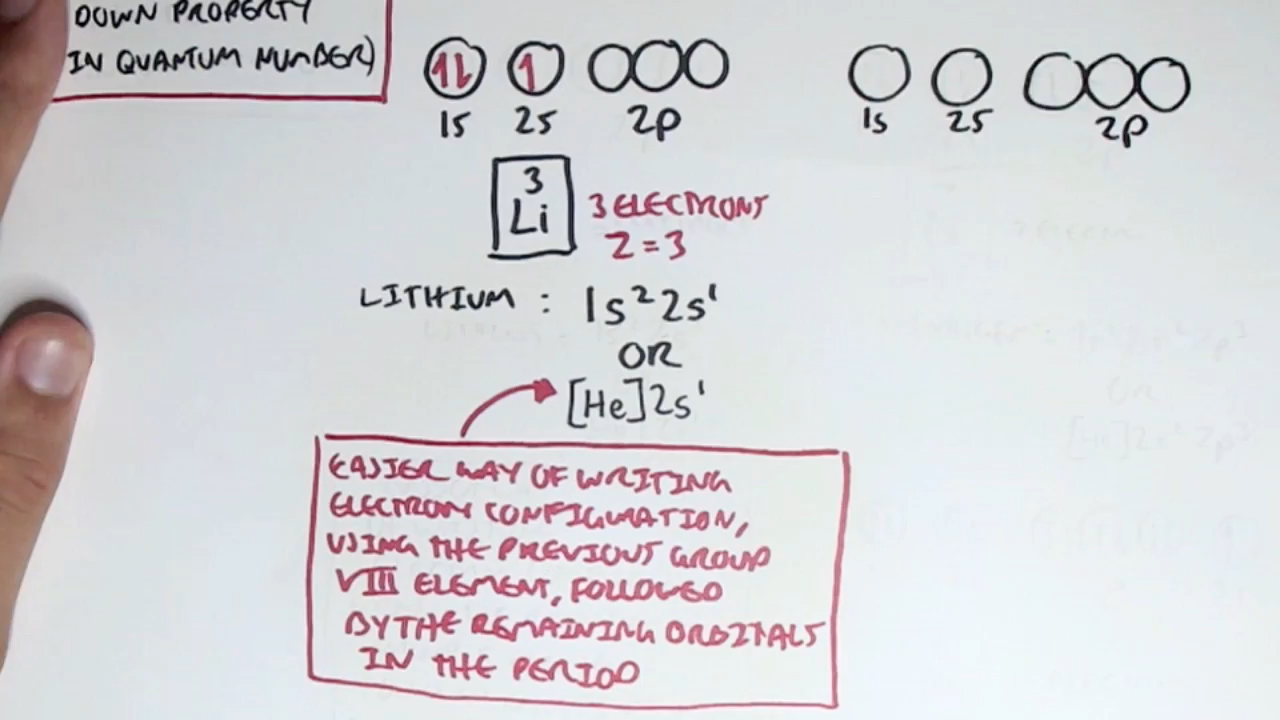 DOWN PROPERTY
IN QUANTUM NUMBER)
1s 2s 2p
1s 2s 2p
3
Li
3 ELECTRONS
Z = 3
LITHIUM : 1s² 2s¹
OR
[He]2s¹
EASIER WAY OF WRITING
ELECTRON CONFIGURATION,
USING THE PREVIOUS GROUP
VIII ELEMENT, FOLLOWED
BY THE REMAINING ORBITALS
IN THE PERIOD